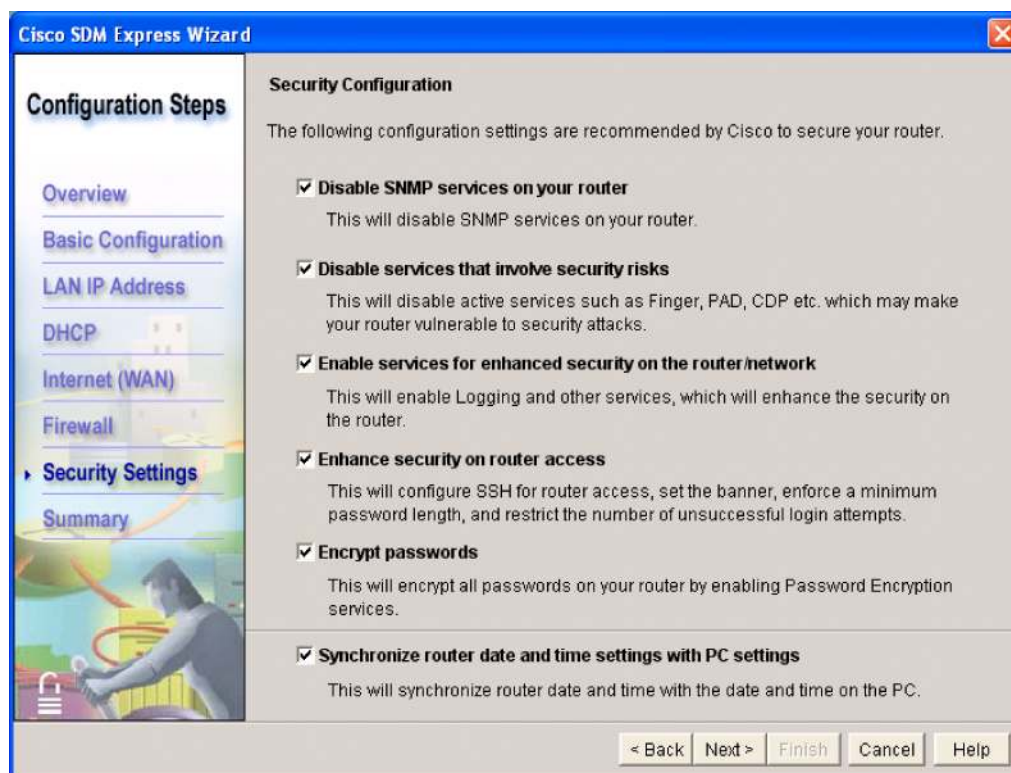 Cisco SDM Express Wizard
Configuration Steps
Overview
Basic Configuration
LAN IP Address
DHCP
Internet (WAN)
Firewall
Security Settings
Summary
Security Configuration
The following configuration settings are recommended by Cisco to secure your router.
Disable SNMP services on your router
This will disable SNMP services on your router.
Disable services that involve security risks
This will disable active services such as Finger, PAD, CDP etc. which may make
your router vulnerable to security attacks.
Enable services for enhanced security on the router/network
This will enable Logging and other services, which will enhance the security on
the router.
Enhance security on router access
This will configure SSH for router access, set the banner, enforce a minimum
password length, and restrict the number of unsuccessful login attempts.
Encrypt passwords
This will encrypt all passwords on your router by enabling Password Encryption
services.
Synchronize router date and time settings with PC settings
This will synchronize router date and time with the date and time on the PC.
< Back Next > Finish Cancel Help